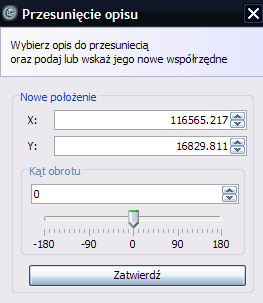 Przesunięcie opisu
Wybierz opis do przesuniecią
oraz podaj lub wskaż jego nowe współrzędne
Nowe położenie
X: 116565.217
Y: 16829.811
Kąt obrotu
0
-180 -90 0 90 180
Zatwierdź